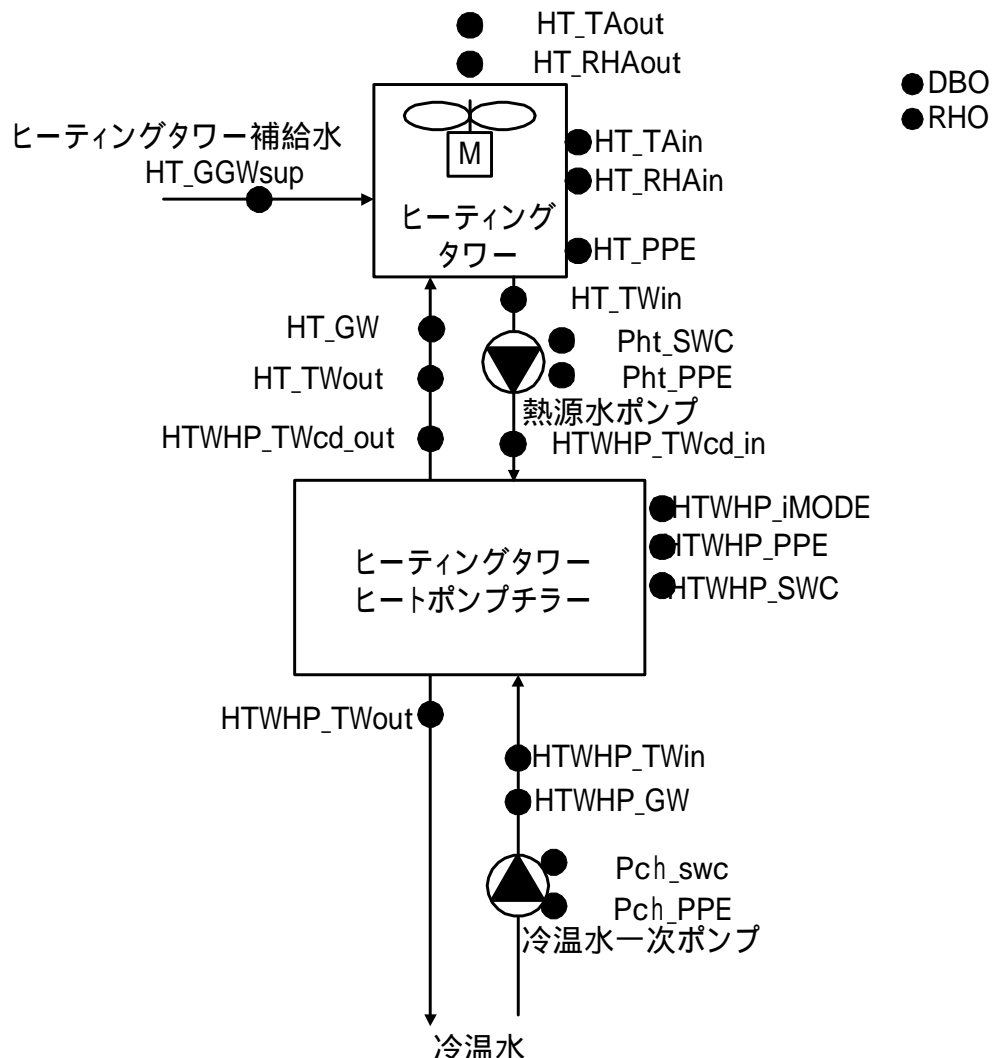 HT_TAout
HT_RHAout
DBO
RHO
ヒーティングタワー補給水
HT_GGWsup
M
HT_TAin
HT_RHAin
ヒーティング
タワー
HT_PPE
HT_TWin
HT_GW
Pht_SWC
HT_TWout
Pht_PPE
熱源水ポンプ
HTWHP_TWcd_out
HTWHP_TWcd_in
HTWHP_iMODE
HTWHP_PPE
HTWHP_SWC
ヒーティングタワー
ヒートポンプチラー
HTWHP_TWout
HTWHP_TWin
HTWHP_GW
Pch_swc
Pch_PPE
冷温水一次ポンプ
冷温水